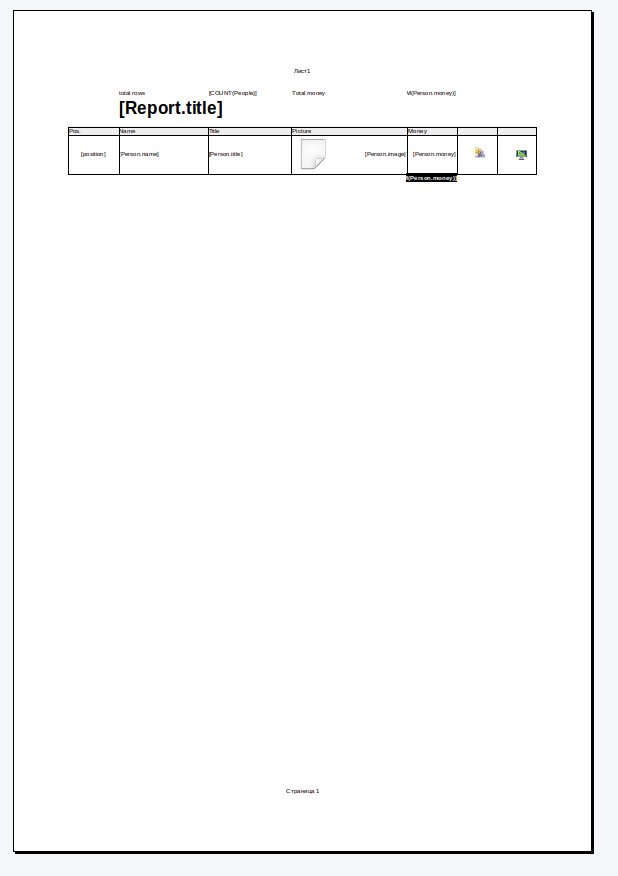 Лист1
total rows [COUNT(People)] Total money M(Person.money)]
[Report.title]
Pos. Name Title Picture Money
[position] [Person.name] [Person.title] [Person.image] [Person.money]
(Person.money)]
Страница 1